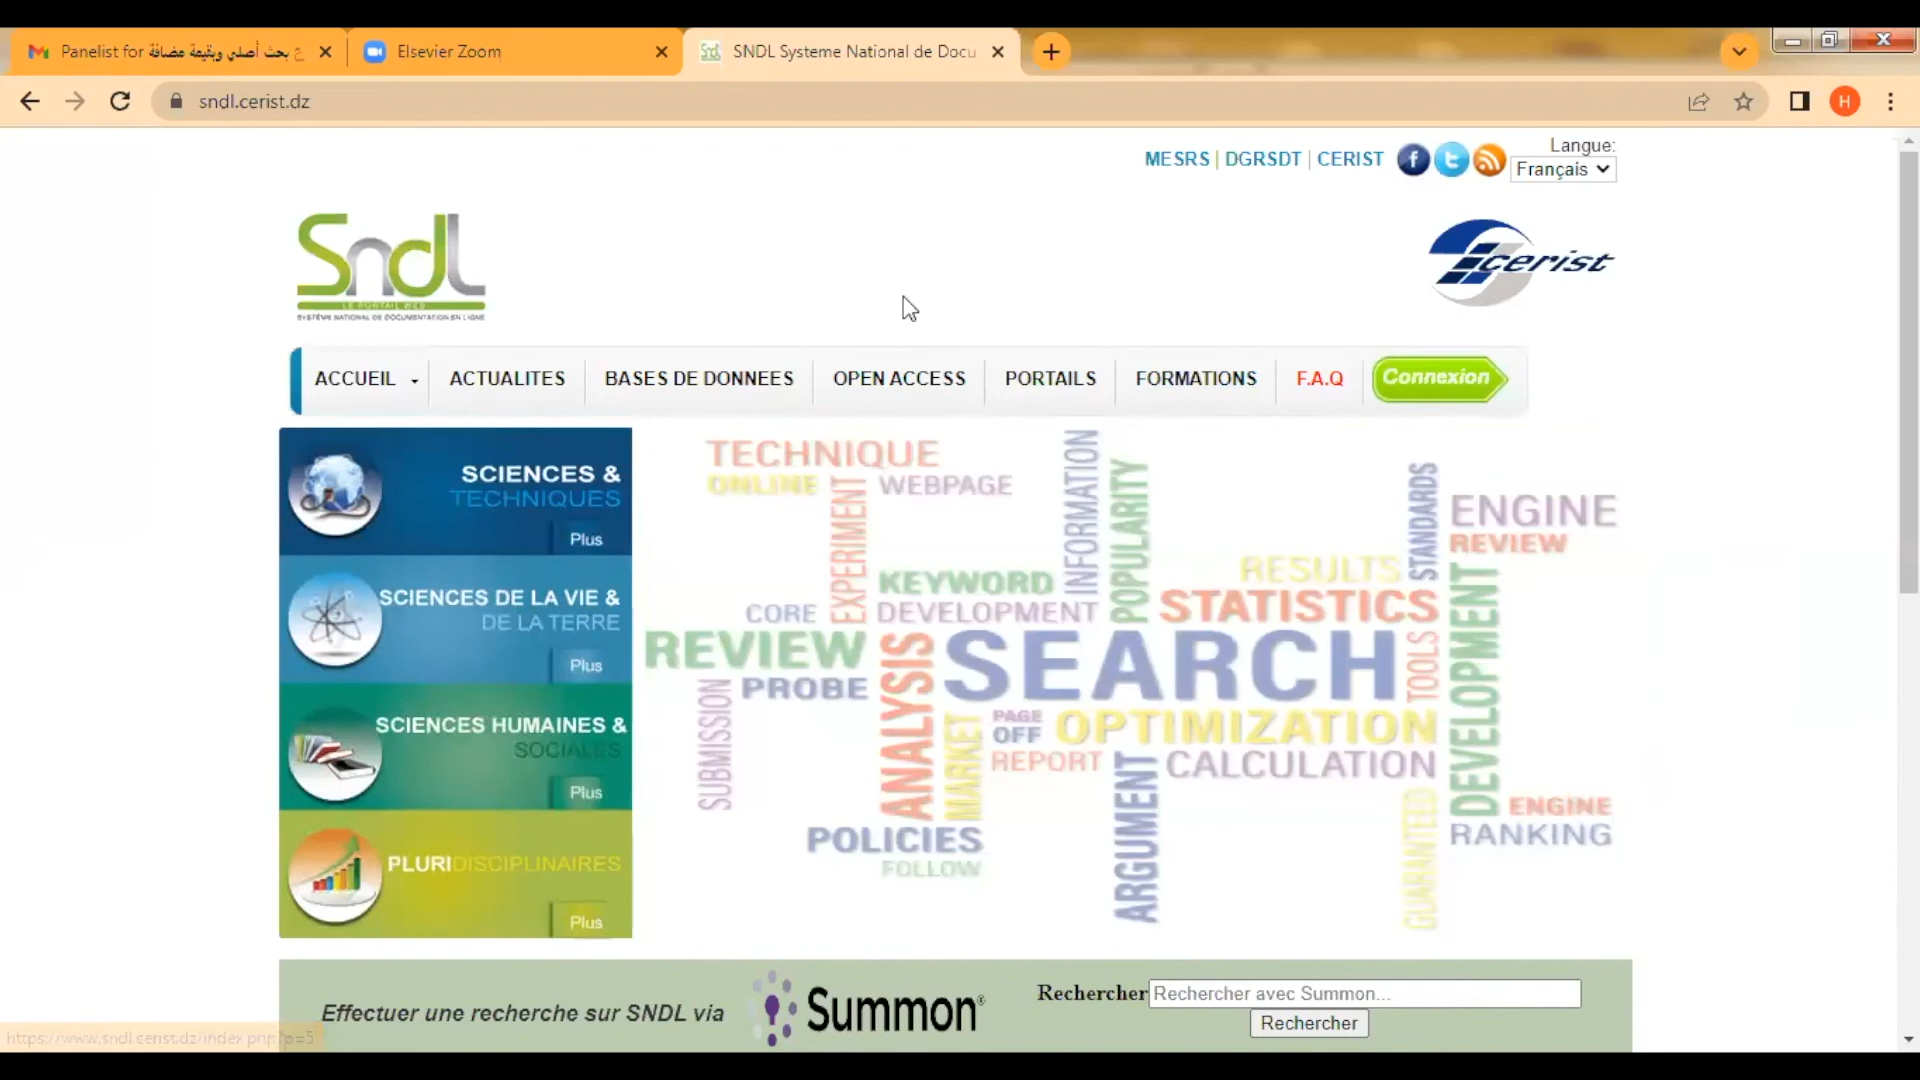 Panelist for ع بحث أصلي وبقيمة مضافة
Elsevier Zoom
SNDL Systeme National de Docu
sndl.cerist.dz
H
MESRS | DGRSDT | CERIST
Langue:
Français
Sndl
LE PORTAIL WEB
SYSTÈME NATIONAL DE DOCUMENTATION EN LIGNE
cerist
ACCUEIL
ACTUALITES
BASES DE DONNEES
OPEN ACCESS
PORTAILS
FORMATIONS
F.A.Q
Connexion
SCIENCES &
TECHNIQUES
Plus
SCIENCES DE LA VIE &
DE LA TERRE
Plus
SCIENCES HUMAINES &
SOCIALES
Plus
PLURIDISCIPLINAIRES
Plus
TECHNIQUE
ONLINE
WEBPAGE
EXPERIMENT
INFORMATION
POPULARITY
STANDARDS
ENGINE
REVIEW
RESULTS
KEYWORD
CORE
DEVELOPMENT
STATISTICS
REVIEW
PROBE
ANALYSIS
SEARCH
TOOLS
DEVELOPMENT
SUBMISSION
MARKET
PAGE
OFF
OPTIMIZATION
REPORT
CALCULATION
ARGUMENT
POLICIES
FOLLOW
GUARANTEED
ENGINE
RANKING
Effectuer une recherche sur SNDL via
Summon®
Rechercher
Rechercher avec Summon...
Rechercher
https://www.sndl.cerist.dz/index.php?p=5